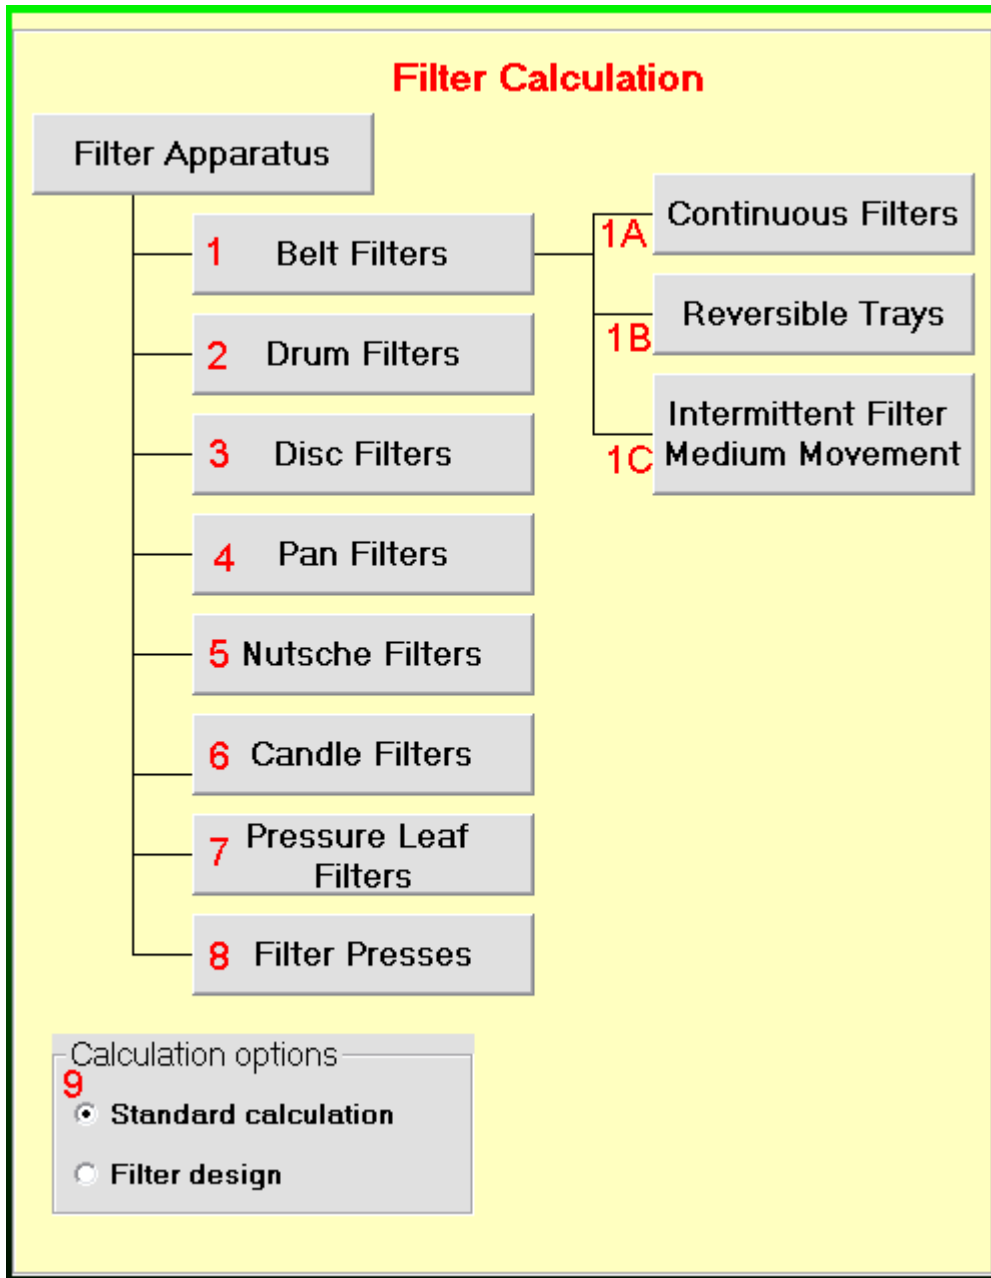 Filter Calculation
Filter Apparatus
1 Belt Filters
1A Continuous Filters
1B Reversible Trays
1C Intermittent Filter
Medium Movement
2 Drum Filters
3 Disc Filters
4 Pan Filters
5 Nutsche Filters
6 Candle Filters
7 Pressure Leaf
Filters
8 Filter Presses
Calculation options
9
Standard calculation
Filter design